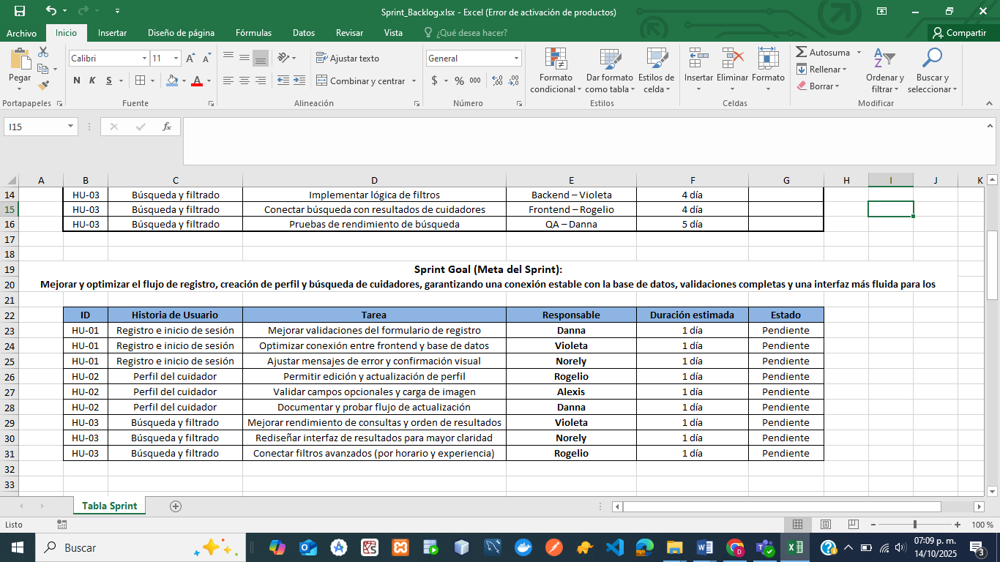 Sprint_Backlog.xlsx - Excel (Error de activación de productos)
Archivo Inicio Insertar Diseño de página Fórmulas Datos Revisar Vista ¿Qué desea hacer? Compartir
Calibri 11 Ajustar texto General Autosuma
Pegar N K S Combinar y centrar $ % 000 Formato condicional Dar formato como tabla Estilos de celda Insertar Eliminar Formato Rellenar Borrar Ordenar y filtrar Buscar y seleccionar
Portapapeles Fuente Alineación Número Estilos Celdas Modificar
I15 fx
A B C D E F G H I J K
14 HU-03 Búsqueda y filtrado Implementar lógica de filtros Backend – Violeta 4 día
15 HU-03 Búsqueda y filtrado Conectar búsqueda con resultados de cuidadores Frontend – Rogelio 4 día
16 HU-03 Búsqueda y filtrado Pruebas de rendimiento de búsqueda QA – Danna 5 día
17
18
19 Sprint Goal (Meta del Sprint):
20 Mejorar y optimizar el flujo de registro, creación de perfil y búsqueda de cuidadores, garantizando una conexión estable con la base de datos, validaciones completas y una interfaz más fluida para los
21
22 ID Historia de Usuario Tarea Responsable Duración estimada Estado
23 HU-01 Registro e inicio de sesión Mejorar validaciones del formulario de registro Danna 1 día Pendiente
24 HU-01 Registro e inicio de sesión Optimizar conexión entre frontend y base de datos Violeta 1 día Pendiente
25 HU-01 Registro e inicio de sesión Ajustar mensajes de error y confirmación visual Norely 1 día Pendiente
26 HU-02 Perfil del cuidador Permitir edición y actualización de perfil Rogelio 1 día Pendiente
27 HU-02 Perfil del cuidador Validar campos opcionales y carga de imagen Alexis 1 día Pendiente
28 HU-02 Perfil del cuidador Documentar y probar flujo de actualización Danna 1 día Pendiente
29 HU-03 Búsqueda y filtrado Mejorar rendimiento de consultas y orden de resultados Violeta 1 día Pendiente
30 HU-03 Búsqueda y filtrado Rediseñar interfaz de resultados para mayor claridad Norely 1 día Pendiente
31 HU-03 Búsqueda y filtrado Conectar filtros avanzados (por horario y experiencia) Rogelio 1 día Pendiente
32
33
Tabla Sprint
Listo 100 %
Buscar 07:09 p. m.
14/10/2025 3